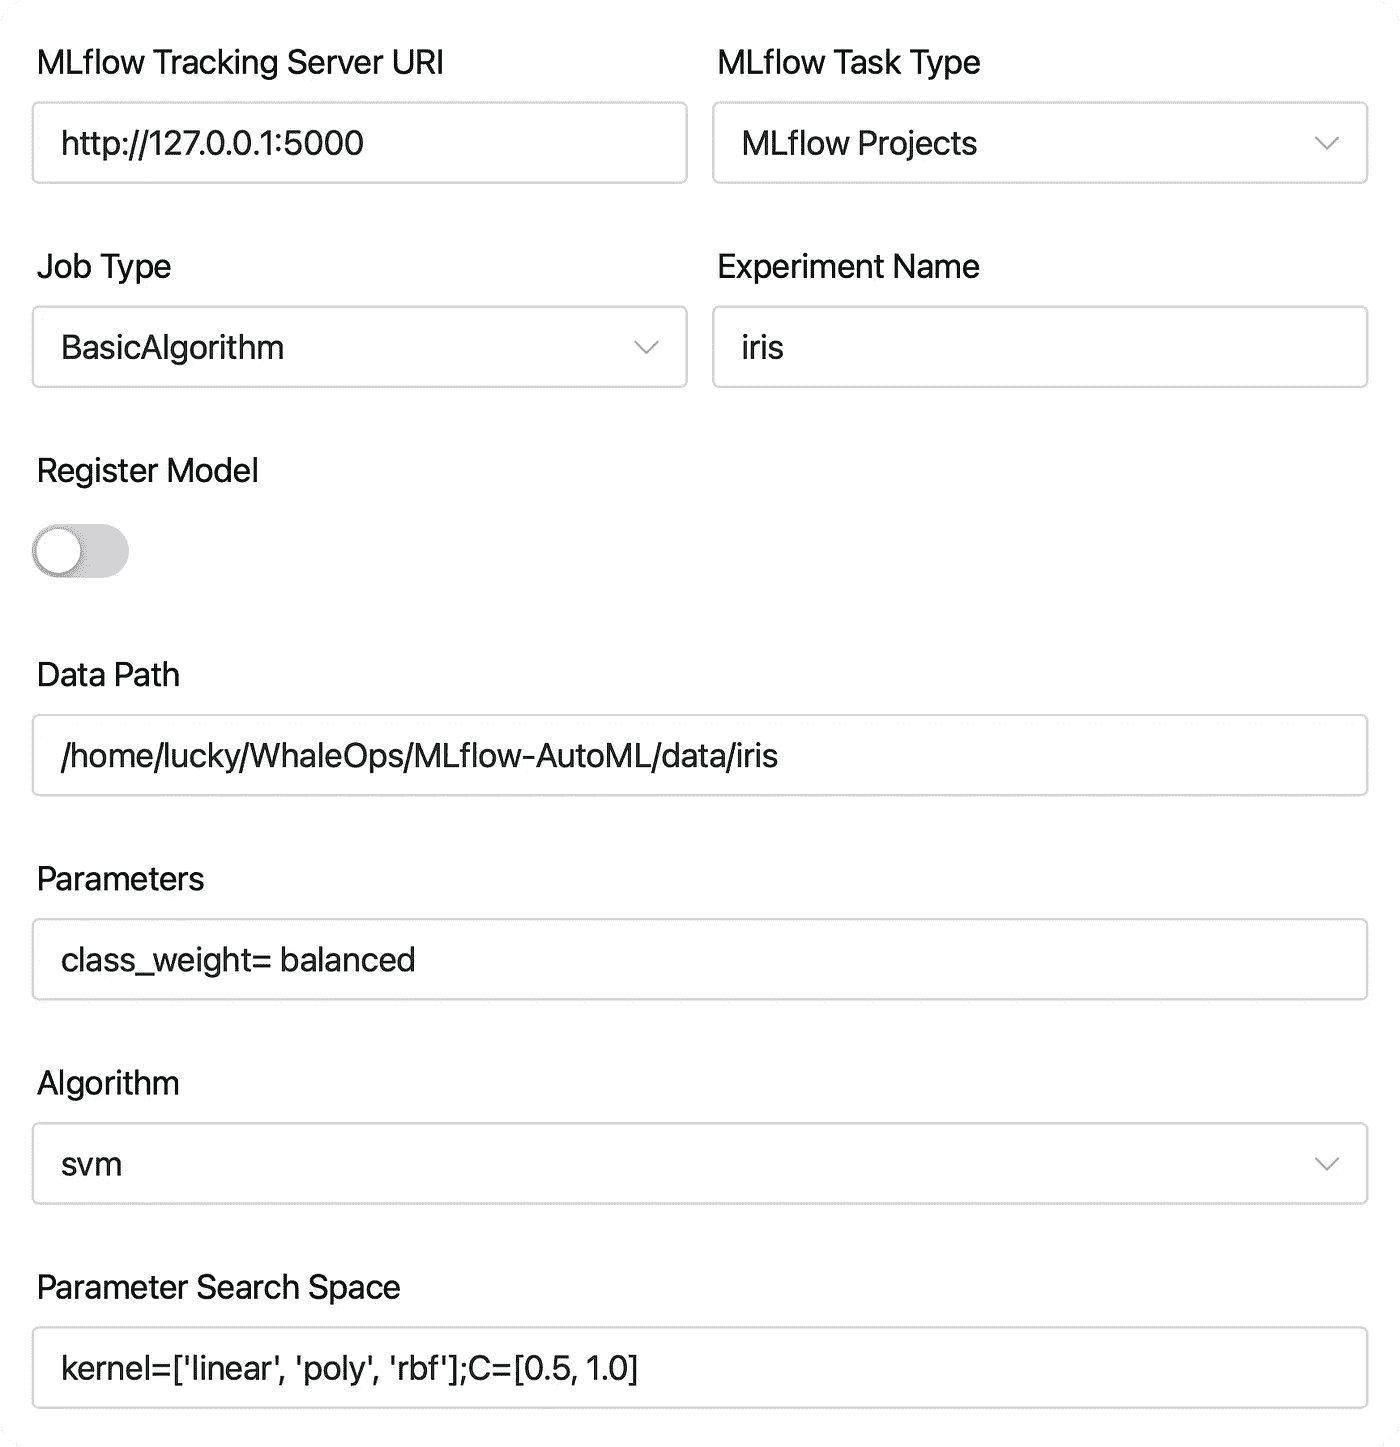 MLflow Tracking Server URI
MLflow Task Type
http://127.0.0.1:5000
MLflow Projects
Job Type
Experiment Name
BasicAlgorithm
iris
Register Model
Data Path
/home/lucky/WhaleOps/MLflow-AutoML/data/iris
Parameters
class_weight= balanced
Algorithm
svm
Parameter Search Space
kernel=['linear', 'poly', 'rbf'];C=[0.5, 1.0]